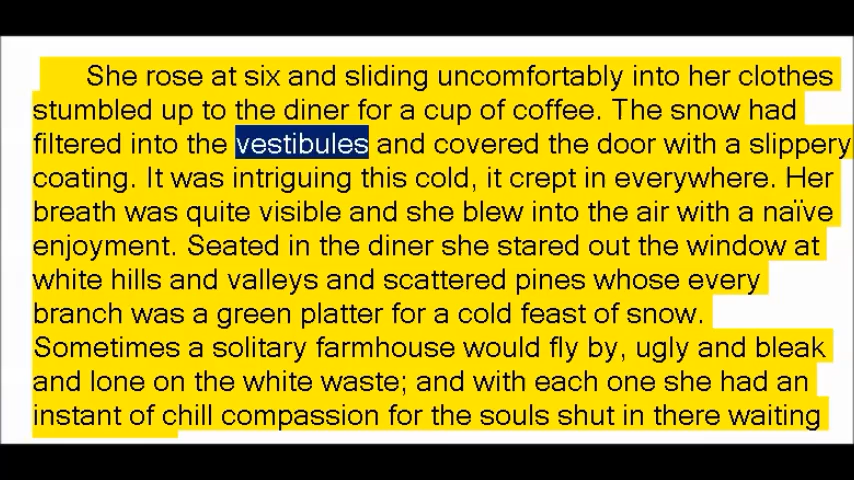 She rose at six and sliding uncomfortably into her clothes
stumbled up to the diner for a cup of coffee. The snow had
filtered into the vestibules and covered the door with a slippery
coating. It was intriguing this cold, it crept in everywhere. Her
breath was quite visible and she blew into the air with a naïve
enjoyment. Seated in the diner she stared out the window at
white hills and valleys and scattered pines whose every
branch was a green platter for a cold feast of snow.
Sometimes a solitary farmhouse would fly by, ugly and bleak
and lone on the white waste; and with each one she had an
instant of chill compassion for the souls shut in there waiting